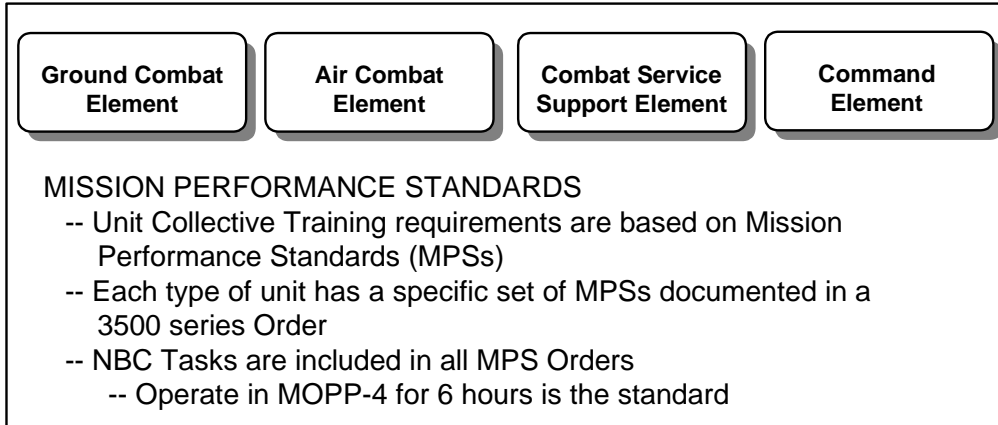 Ground Combat
Element
Air Combat
Element
Combat Service
Support Element
Command
Element
MISSION PERFORMANCE STANDARDS
-- Unit Collective Training requirements are based on Mission
Performance Standards (MPSs)
-- Each type of unit has a specific set of MPSs documented in a
3500 series Order
-- NBC Tasks are included in all MPS Orders
-- Operate in MOPP-4 for 6 hours is the standard